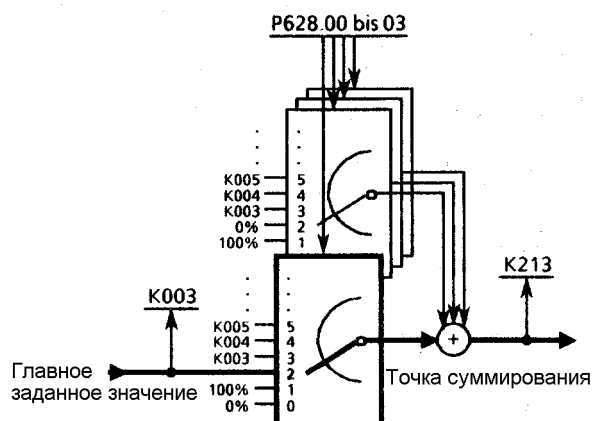 P628.00 bis 03
K005 5
K004 4
K003 3
0% 2
100% 1
K213
K003
K005 5
K004 4
K003 3
2
100% 1
0% 0
Главное
заданное значение
+
Точка суммирования